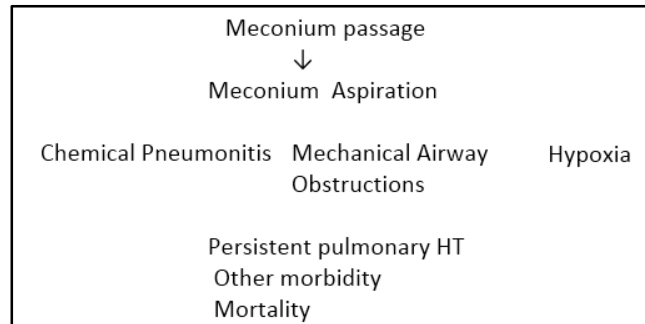 Meconium passage
↓
Meconium Aspiration
Chemical Pneumonitis Mechanical Airway Obstructions Hypoxia
Persistent pulmonary HT
Other morbidity
Mortality